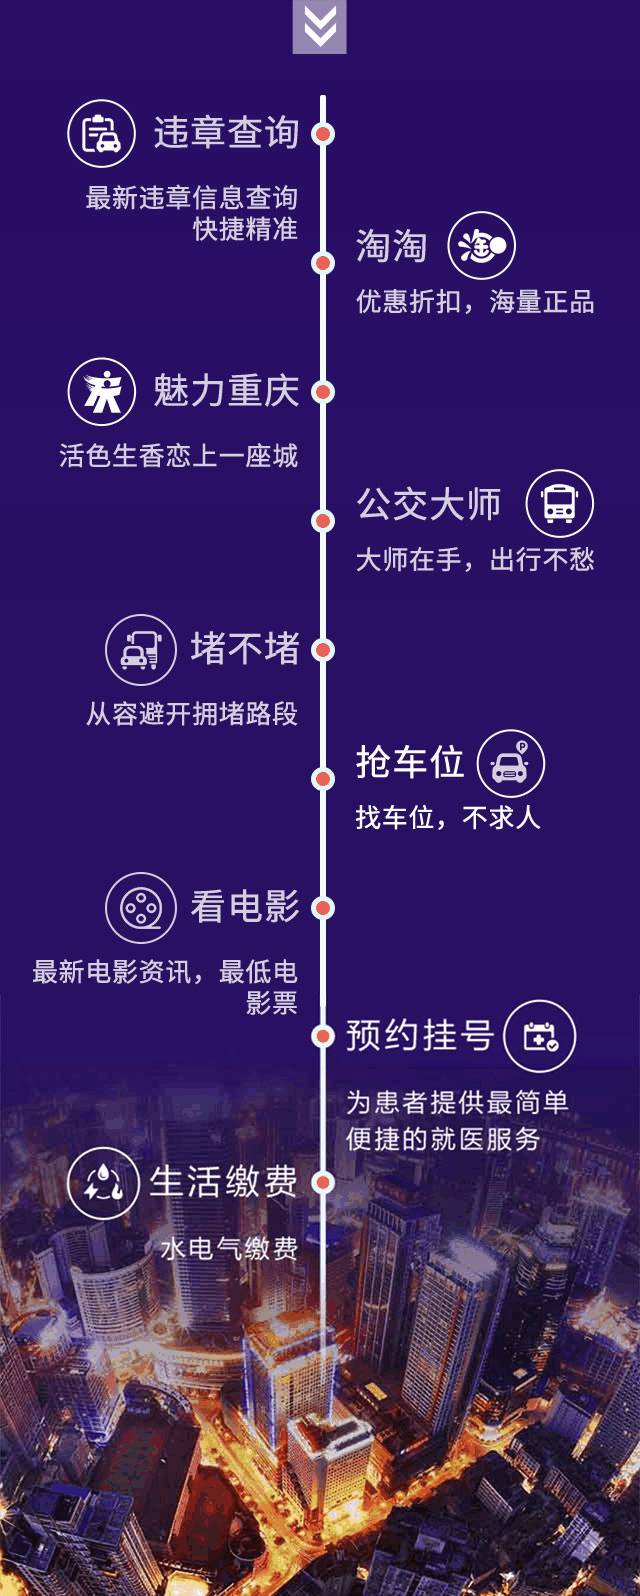 违章查询
最新违章信息查询
快捷精准
淘淘
优惠折扣，海量正品
魅力重庆
活色生香恋上一座城
公交大师
大师在手，出行不愁
堵不堵
从容避开拥堵路段
P
抢车位
找车位，不求人
看电影
最新电影资讯，最低电
影票
预约挂号
为患者提供最简单
便捷的就医服务
生活缴费
水电气缴费